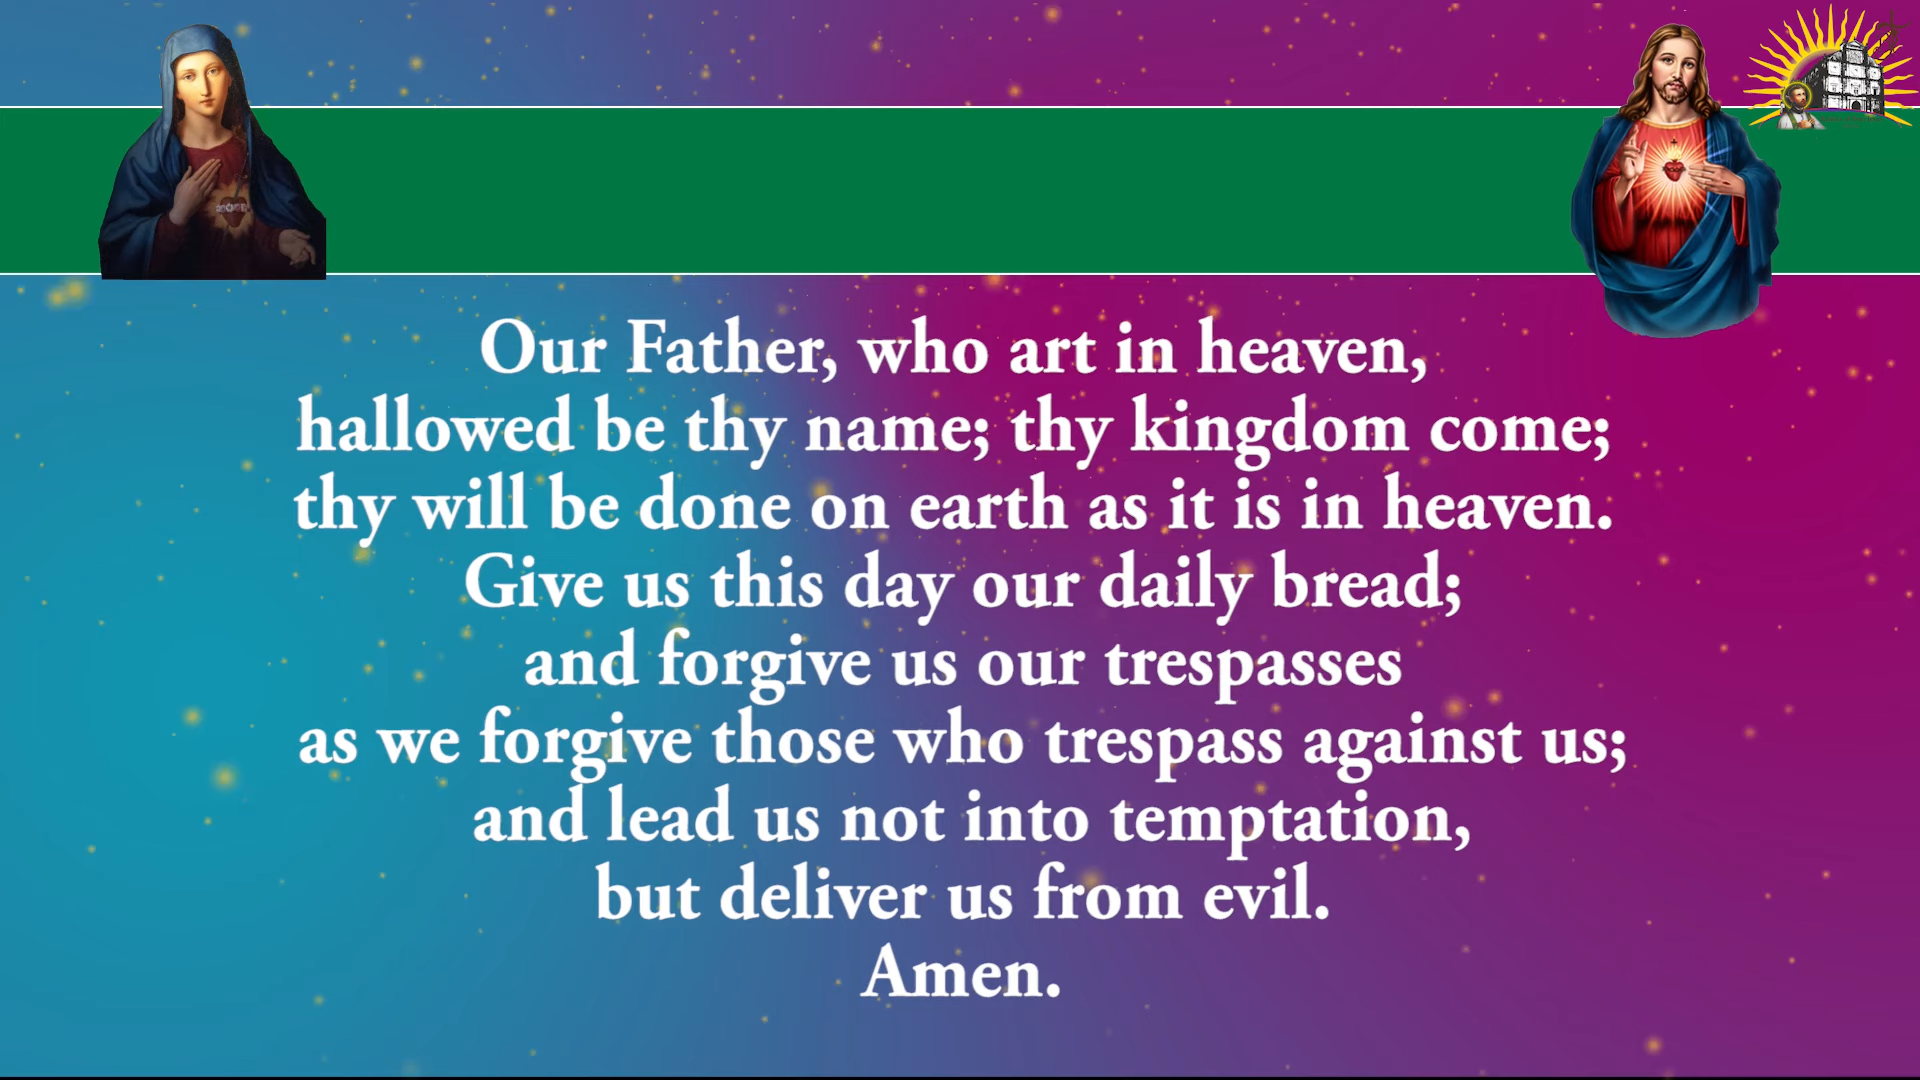 Our Father, who art in heaven,
hallowed be thy name; thy kingdom come;
thy will be done on earth as it is in heaven.
Give us this day our daily bread;
and forgive us our trespasses
as we forgive those who trespass against us;
and lead us not into temptation,
but deliver us from evil.
Amen.